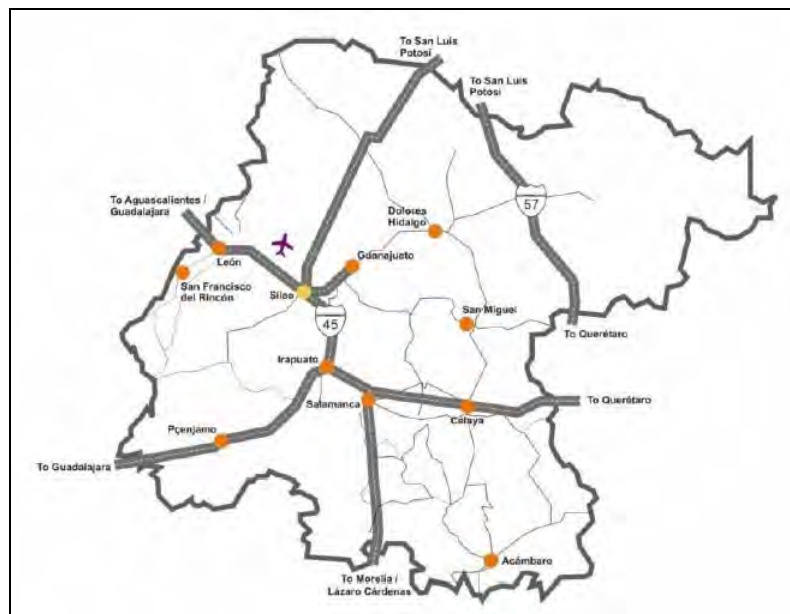 To San Luis
Potosí
To San Luis
Potosí
To Aguascalientes /
Guadalajara
57
Dolores
Hidalgo
León
Guanajuato
San Francisco
del Rincón
Silao
45
San Miguel
To Querétaro
Irapuato
Salamanca
Celaya
To Querétaro
Pçenjamo
To Guadalajara
Acámbaro
To Morelia /
Lázaro Cárdenas